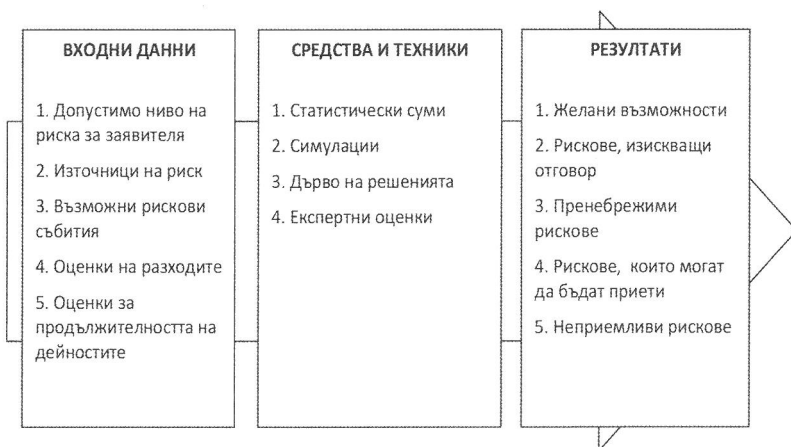 ВХОДНИ ДАННИ
1. Допустимо ниво на
риска за заявителя
2. Източници на риск
3. Възможни рискови
събития
4. Оценки на разходите
5. Оценки за
продължителността на
дейностите
СРЕДСТВА И ТЕХНИКИ
1. Статистически суми
2. Симулации
3. Дърво на решенията
4. Експертни оценки
РЕЗУЛТАТИ
1. Желани възможности
2. Рискове, изискващи
отговор
3. Пренебрежими
рискове
4. Рискове, които могат
да бъдат приети
5. Неприемливи рискове